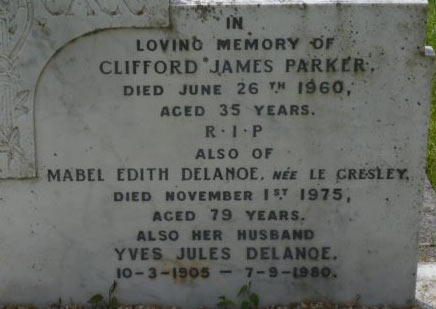 IN
LOVING MEMORY OF
CLIFFORD JAMES PARKER,
DIED JUNE 26TH 1960,
AGED 35 YEARS.
R·I·P
ALSO OF
MABEL EDITH DELANOE, NÉE LE GRESLEY,
DIED NOVEMBER 1ST 1975,
AGED 79 YEARS.
ALSO HER HUSBAND
YVES JULES DELANOE.
10-3-1905 – 7-9-1980.